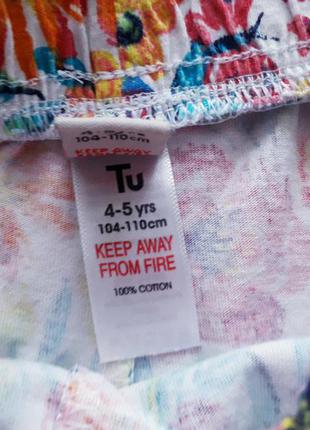 104-110cm
KEEP AWAY
Tu
4-5 yrs
104-110cm
KEEP AWAY
FROM FIRE
100% COTTON